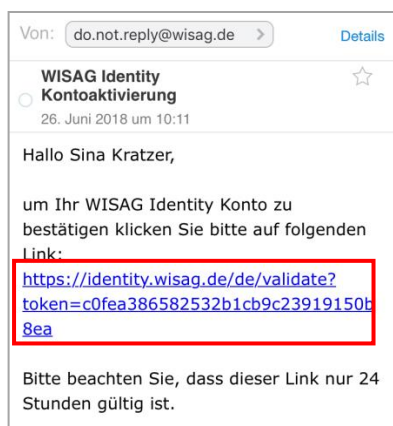 Von: do.not.reply@wisag.de > Details
WISAG Identity
Kontoaktivierung
26. Juni 2018 um 10:11
Hallo Sina Kratzer,
um Ihr WISAG Identity Konto zu
bestätigen klicken Sie bitte auf folgenden
Link:
https://identity.wisag.de/de/validate?
token=c0fea386582532b1cb9c23919150b
8ea
Bitte beachten Sie, dass dieser Link nur 24
Stunden gültig ist.